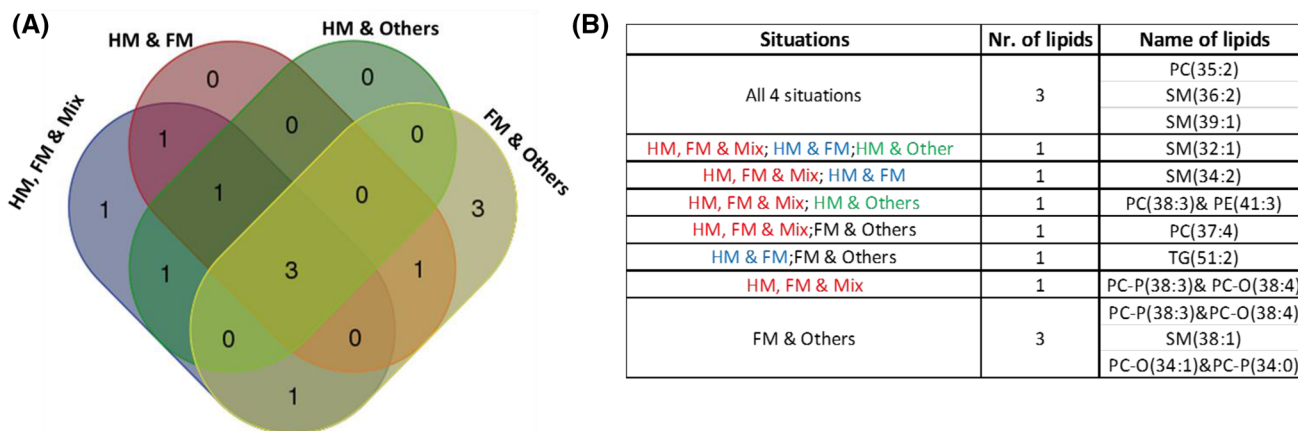 (A)
HM & FM
HM & Others
HM, FM & Mix
FM & Others
0
0
1
0
0
1
1
0
3
1
3
1
0
0
1
(B)
Situations Nr. of lipids Name of lipids
All 4 situations 3 PC(35:2)
SM(36:2)
SM(39:1)
HM, FM & Mix; HM & FM;HM & Other 1 SM(32:1)
HM, FM & Mix; HM & FM 1 SM(34:2)
HM, FM & Mix; HM & Others 1 PC(38:3)& PE(41:3)
HM, FM & Mix;FM & Others 1 PC(37:4)
HM & FM;FM & Others 1 TG(51:2)
HM, FM & Mix 1 PC-P(38:3)& PC-O(38:4)
FM & Others 3 PC-P(38:3)&PC-O(38:4)
SM(38:1)
PC-O(34:1)&PC-P(34:0)